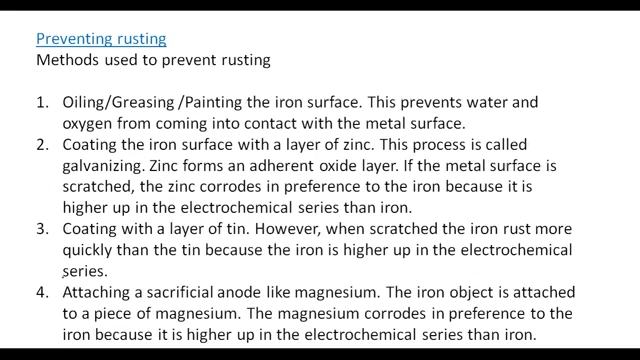 Preventing rusting
Methods used to prevent rusting
1. Oiling/Greasing /Painting the iron surface. This prevents water and
oxygen from coming into contact with the metal surface.
2. Coating the iron surface with a layer of zinc. This process is called
galvanizing. Zinc forms an adherent oxide layer. If the metal surface is
scratched, the zinc corrodes in preference to the iron because it is
higher up in the electrochemical series than iron.
3. Coating with a layer of tin. However, when scratched the iron rust more
quickly than the tin because the iron is higher up in the electrochemical
series.
4. Attaching a sacrificial anode like magnesium. The iron object is attached
to a piece of magnesium. The magnesium corrodes in preference to the
iron because it is higher up in the electrochemical series than iron.